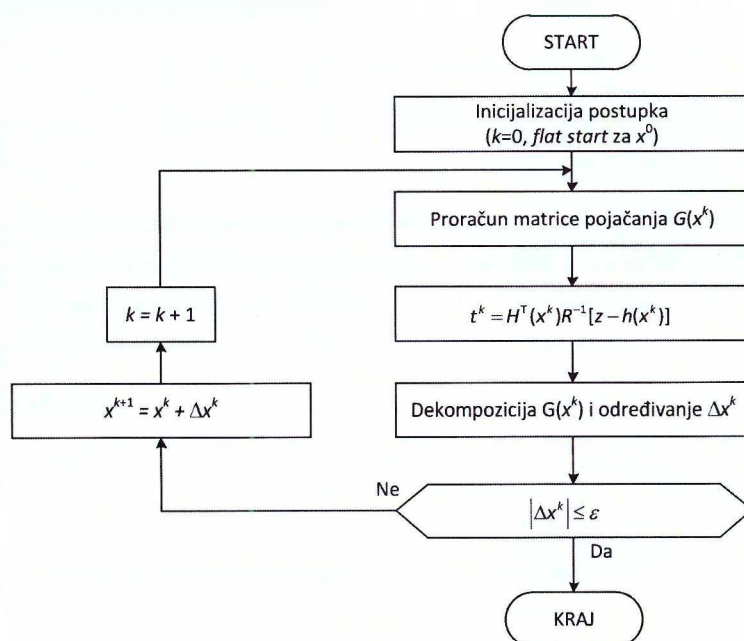 START
Inicijalizacija postupka
(k=0, flat start za x⁰)
Proračun matrice pojačanja G(xᵏ)
tᵏ = Hᵀ(xᵏ)R⁻¹[z – h(xᵏ)]
Dekompozicija G(xᵏ) i određivanje Δxᵏ
|Δxᵏ| ≤ ε
Ne
Da
xᵏ⁺¹ = xᵏ + Δxᵏ
k = k + 1
KRAJ